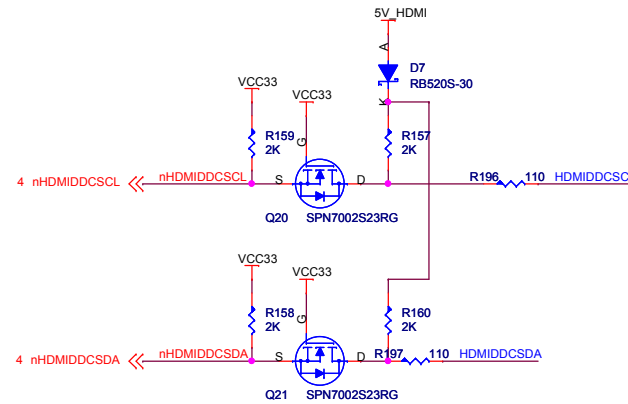 5V_HDMI
A
D7
RB520S-30
K
VCC33
VCC33
R159
2K
G
R157
2K
4 nHDMIDDCSCL
nHDMIDDCSCL
S
D
R196
110
HDMIDDCSC
Q20 SPN7002S23RG
VCC33
VCC33
R158
2K
G
R160
2K
4 nHDMIDDCSDA
nHDMIDDCSDA
S
D
R197
110
HDMIDDCSDA
Q21 SPN7002S23RG